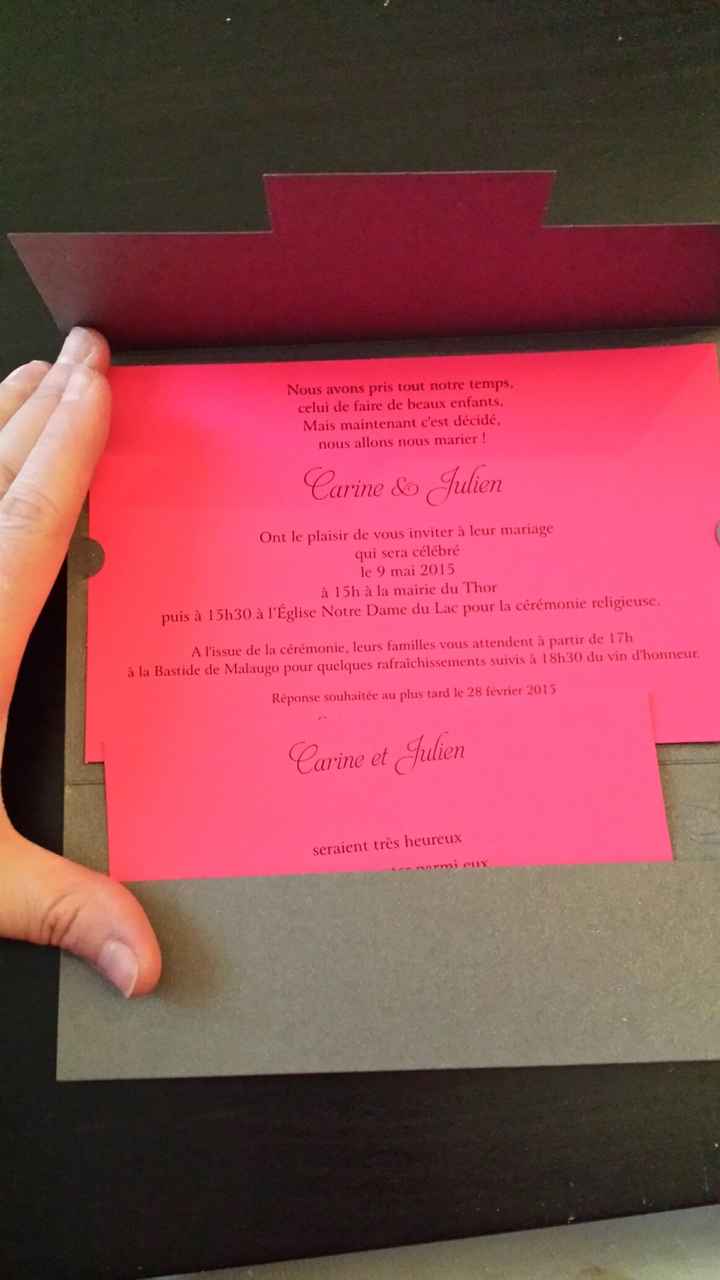 Nous avons pris tout notre temps,
celui de faire de beaux enfants,
Mais maintenant c'est décidé,
nous allons nous marier !
Carine & Julien
Ont le plaisir de vous inviter à leur mariage
qui sera célébré
le 9 mai 2015
à 15h à la mairie du Thor
puis à 15h30 à l'Église Notre Dame du Lac pour la cérémonie religieuse.
A l'issue de la cérémonie, leurs familles vous attendent à partir de 17h
à la Bastide de Malaugo pour quelques rafraîchissements suivis à 18h30 du vin d'honneur.
Réponse souhaitée au plus tard le 28 février 2015
Carine et Julien
seraient très heureux
parmi eux